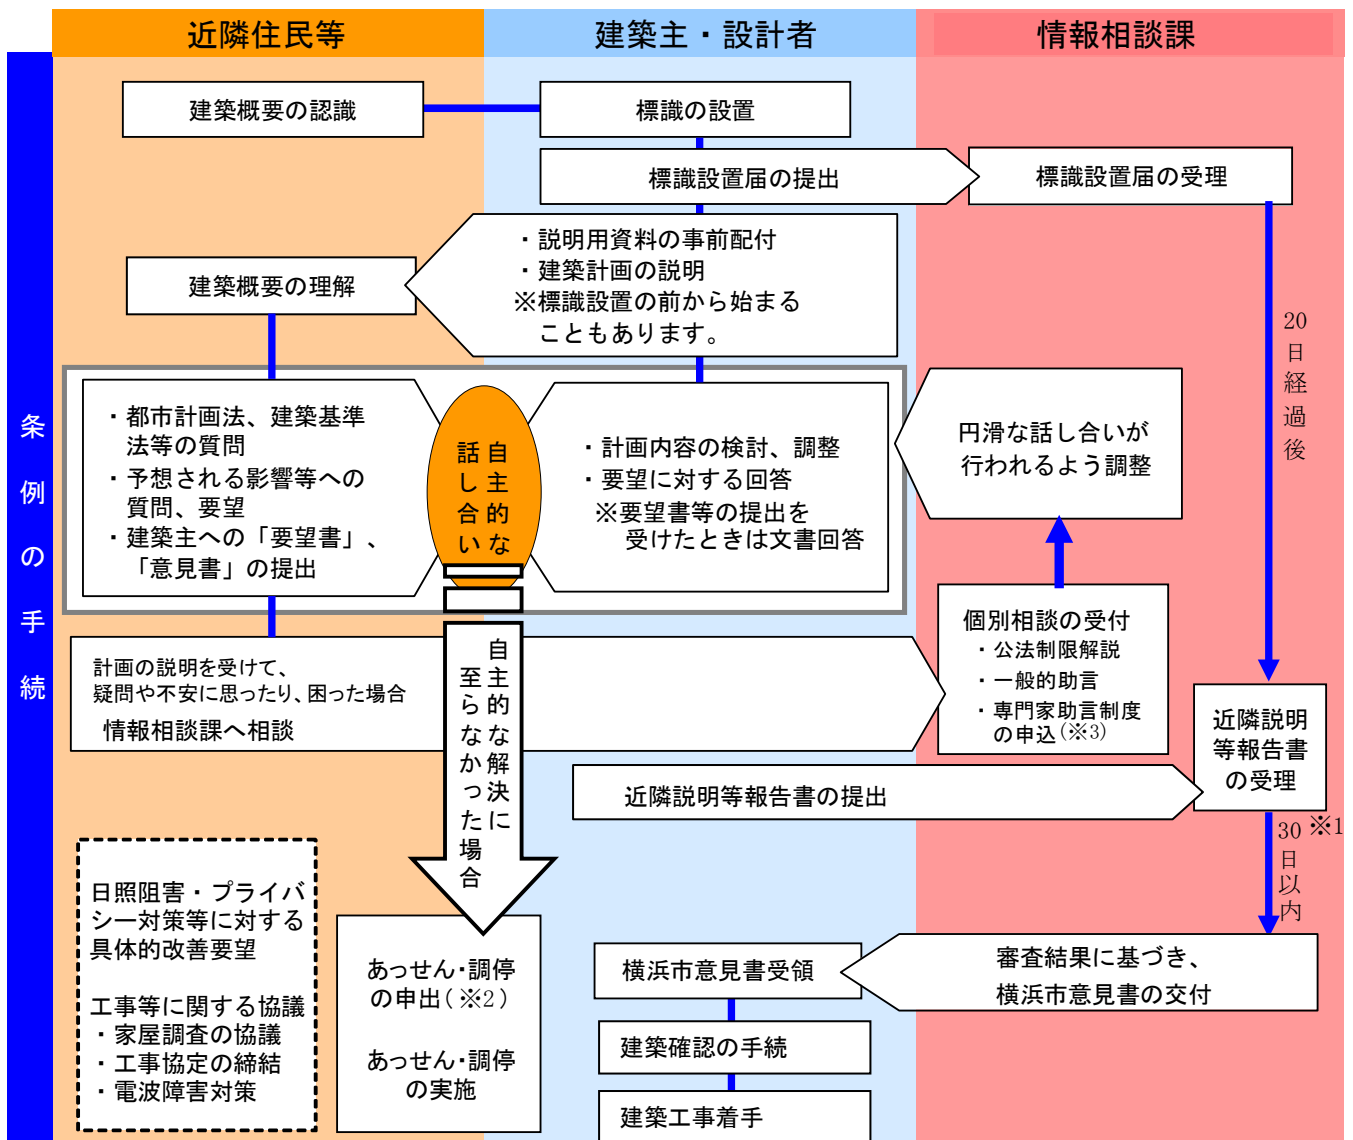 近隣住民等
建築主・設計者
情報相談課
条例の手続
建築概要の認識
標識の設置
標識設置届の提出
標識設置届の受理
・説明用資料の事前配付
・建築計画の説明
※標識設置の前から始まる
こともあります。
建築概要の理解
20日経過後
・都市計画法、建築基準
法等の質問
・予想される影響等への
質問、要望
・建築主への「要望書」、
「意見書」の提出
自主的な
話し合い
・計画内容の検討、調整
・要望に対する回答
※要望書等の提出を
受けたときは文書回答
円滑な話し合いが
行われるよう調整
個別相談の受付
・公法制限解説
・一般的助言
・専門家助言制度
の申込(※3)
計画の説明を受けて、
疑問や不安に思ったり、困った場合
情報相談課へ相談
自主的な解決に
至らなかった場合
近隣説明
等報告書
の受理
※1
近隣説明等報告書の提出
30日以内
日照阻害・プライバ
シー対策等に対する
具体的改善要望
工事等に関する協議
・家屋調査の協議
・工事協定の締結
・電波障害対策
あっせん・調停
の申出(※2)
あっせん・調停
の実施
横浜市意見書受領
審査結果に基づき、
横浜市意見書の交付
建築確認の手続
建築工事着手